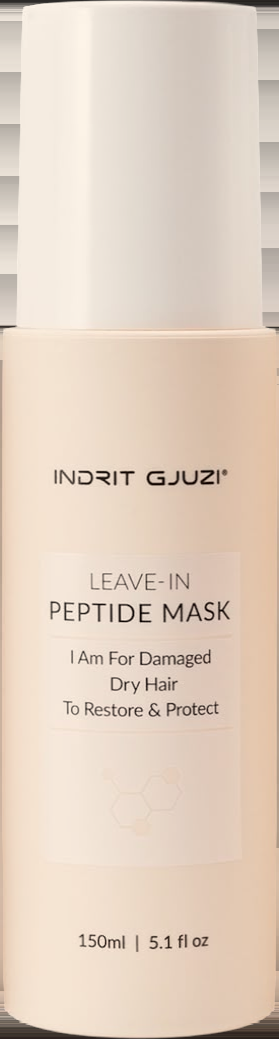 INDRIT GJUZI®
LEAVE-IN
PEPTIDE MASK
I Am For Damaged
Dry Hair
To Restore & Protect
150ml | 5.1 fl oz